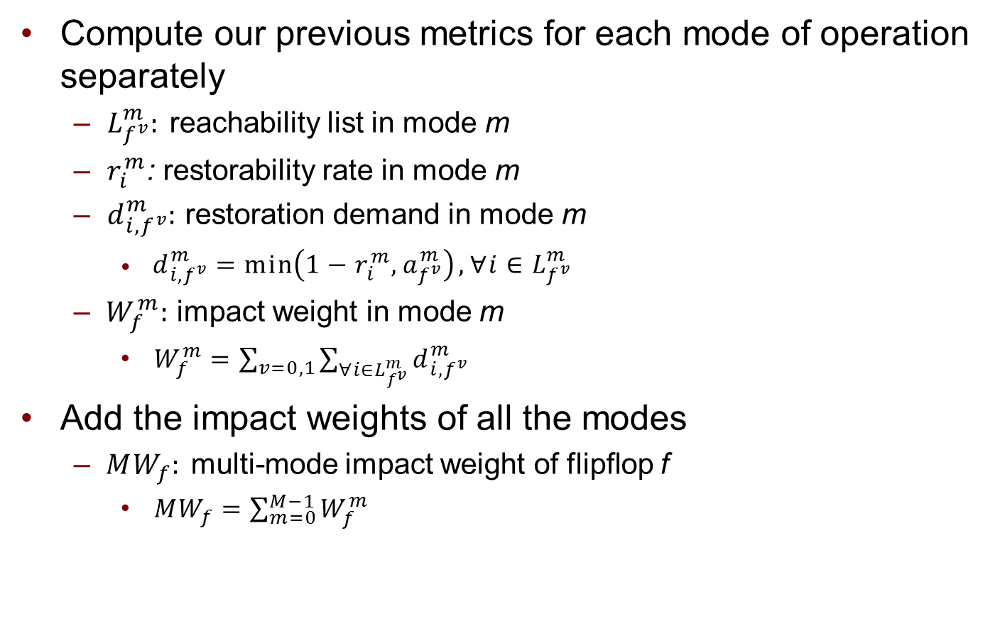 • Compute our previous metrics for each mode of operation
separately
– $L_{f^v}^m$: reachability list in mode m
– $r_i^m$: restorability rate in mode m
– $d_{i,f^v}^m$: restoration demand in mode m
• $d_{i,f^v}^m = \min(1 - r_i^m, a_{f^v}^m), \forall i \in L_{f^v}^m$
– $W_f^m$: impact weight in mode m
• $W_f^m = \sum_{v=0,1} \sum_{\forall i \in L_{f^v}^m} d_{i,f^v}^m$
• Add the impact weights of all the modes
– $MW_f$: multi-mode impact weight of flipflop f
• $MW_f = \sum_{m=0}^{M-1} W_f^m$